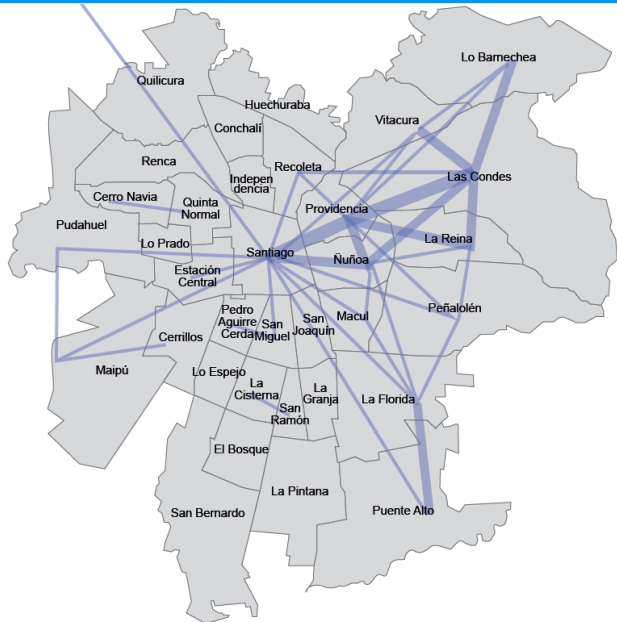 Lo Barnechea
Quilicura
Huechuraba
Vitacura
Conchalí
Renca
Recoleta
Las Condes
Indepen
dencia
Cerro Navia
Quinta
Normal
Providencia
Pudahuel
Lo Prado
La Reina
Santiago
Ñuñoa
Estación
Central
Peñalolén
Pedro
Aguirre
Cerda
San
Miguel
San
Joaquín
Macul
Cerrillos
Maipú
Lo Espejo
La
Cisterna
La
Granja
La Florida
San
Ramón
El Bosque
La Pintana
San Bernardo
Puente Alto